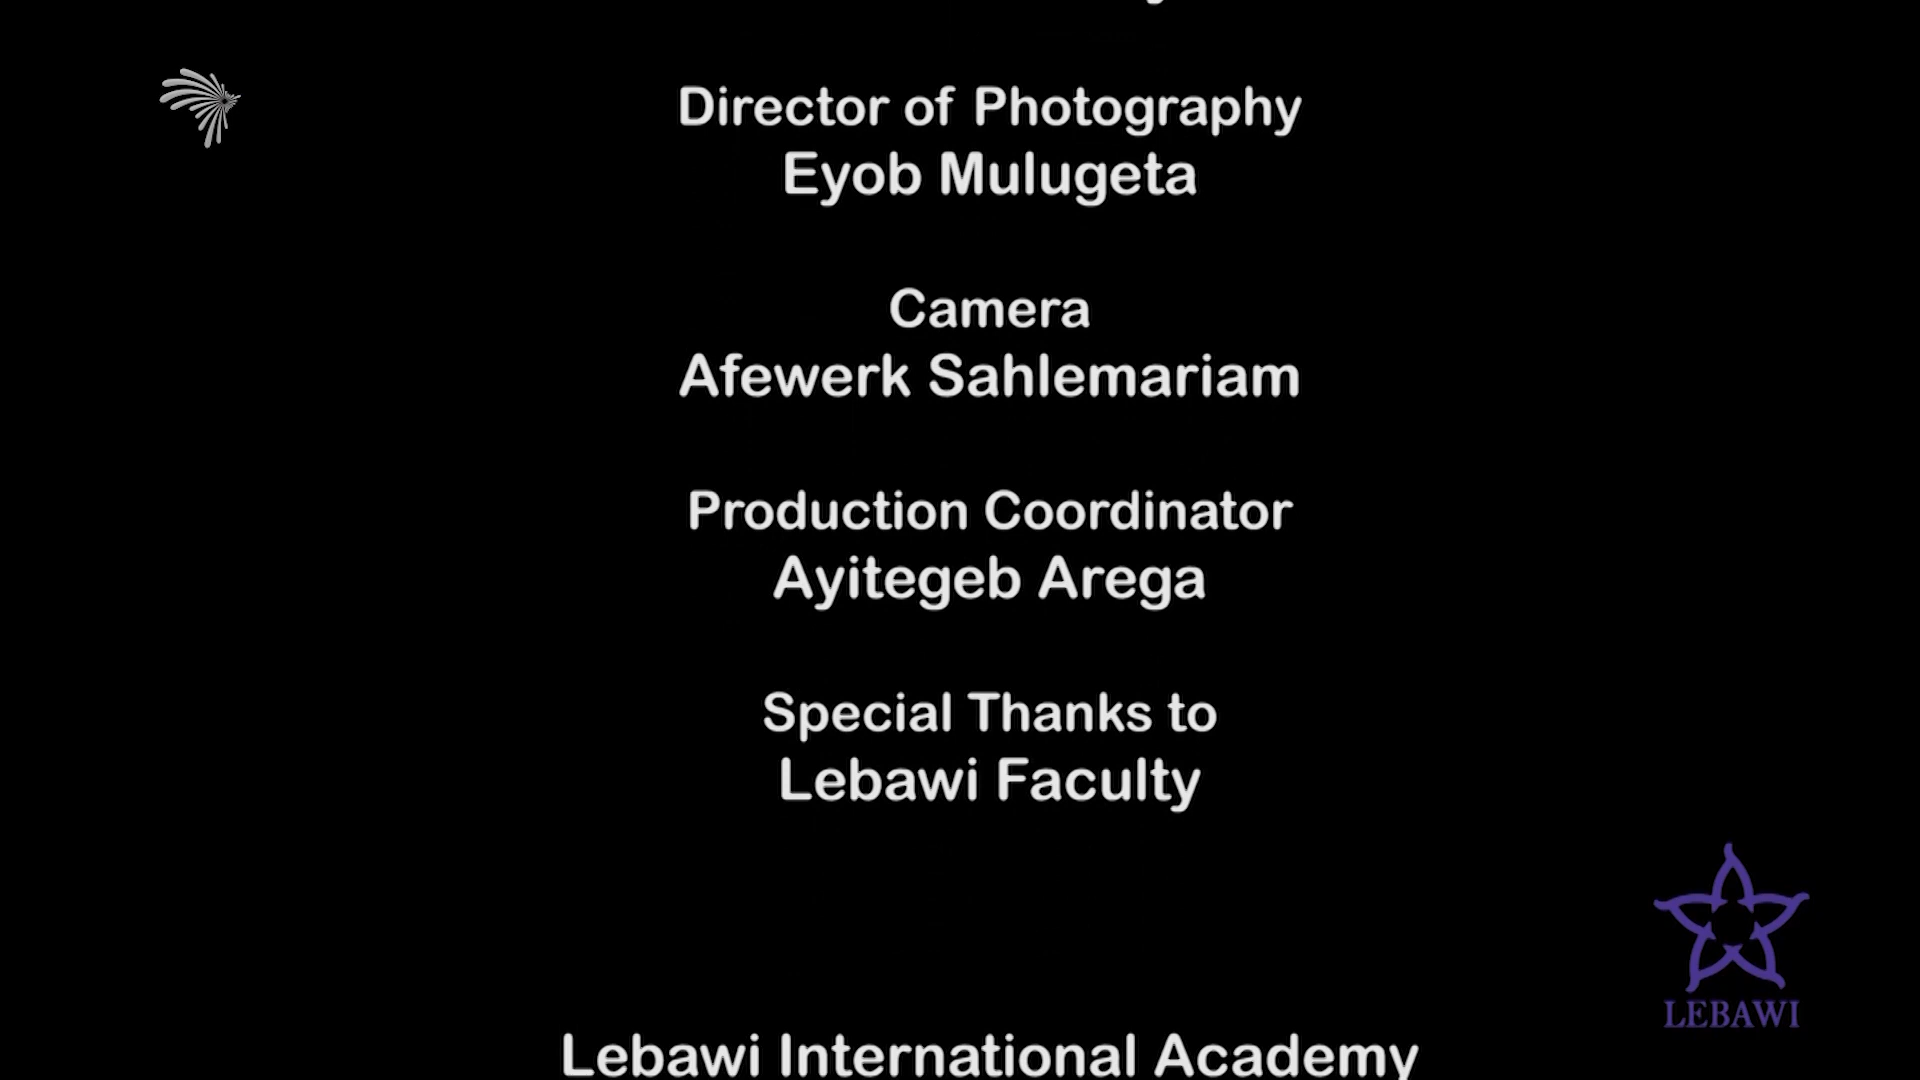 Director of Photography
Eyob Mulugeta
Camera
Afewerk Sahlemariam
Production Coordinator
Ayitegeb Arega
Special Thanks to
Lebawi Faculty
LEBAWI
Lebawi International Academy